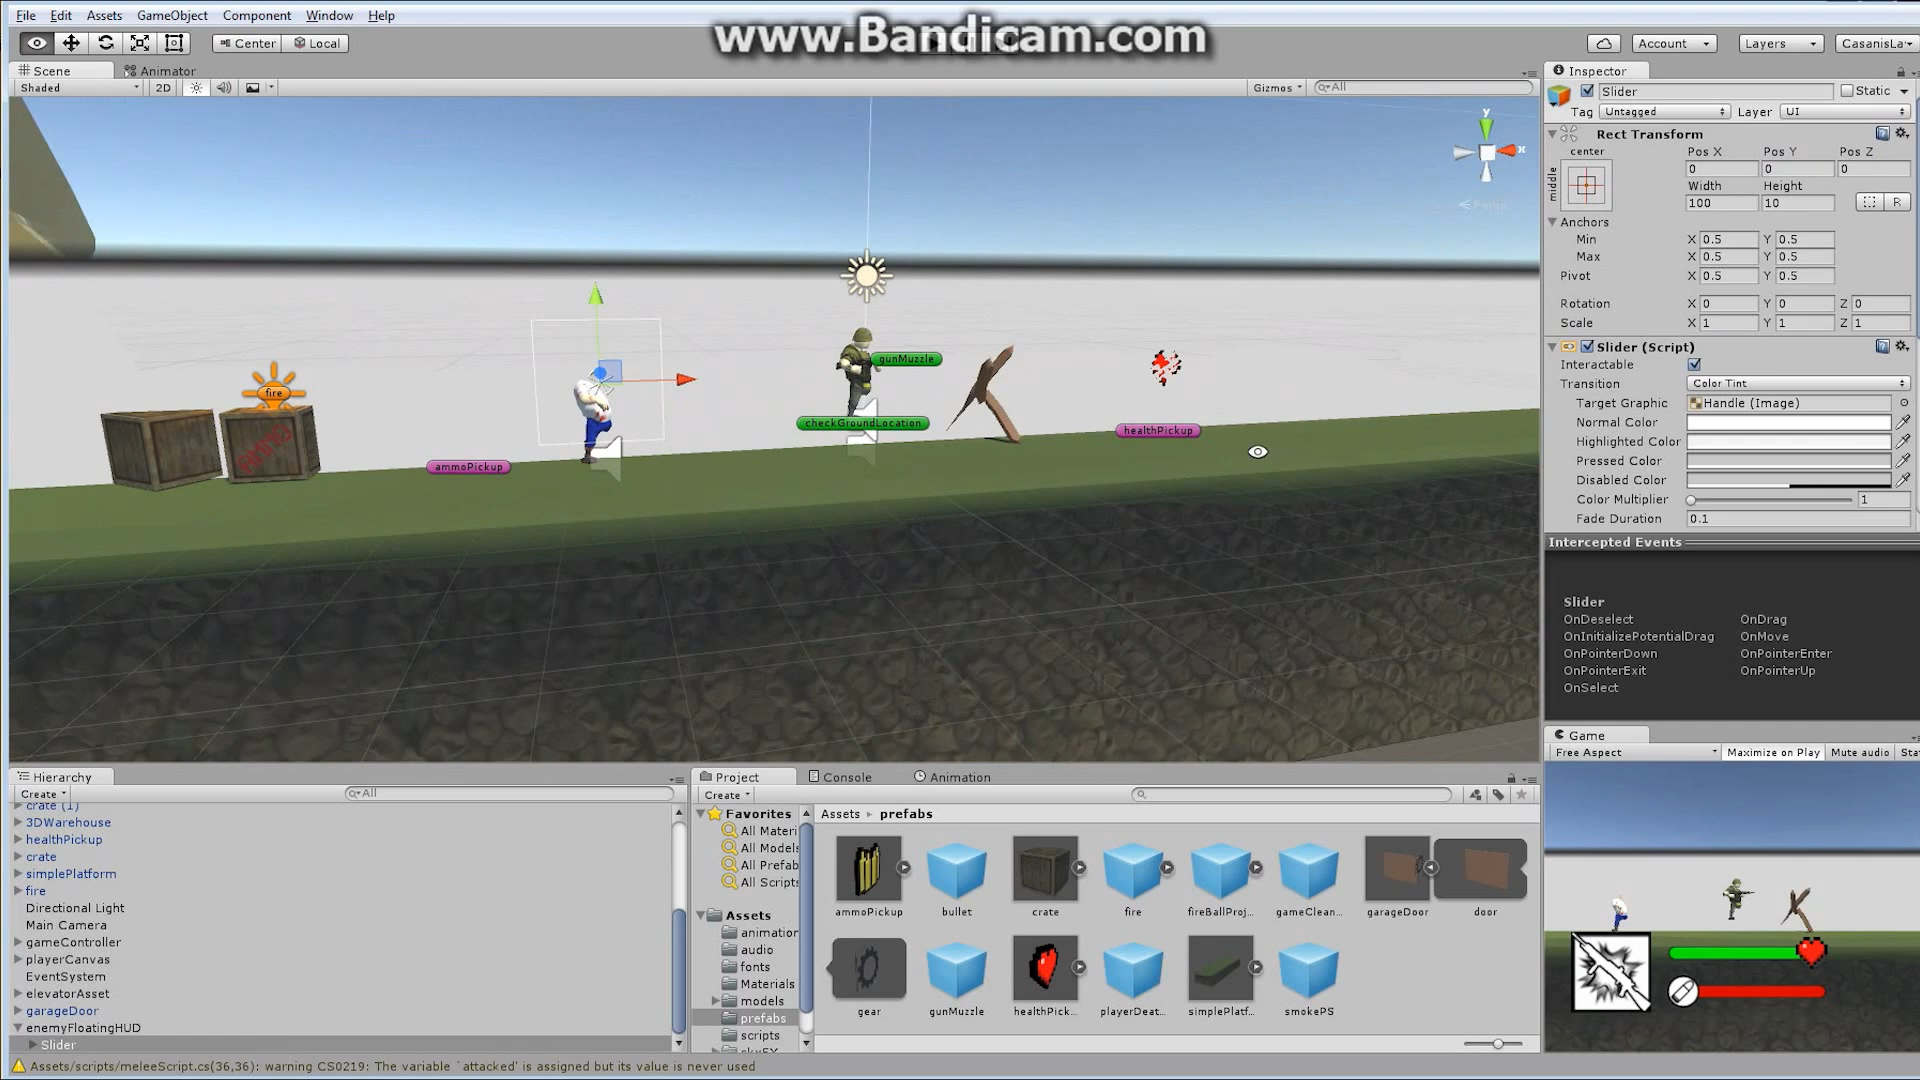 www.Bandicam.com
File Edit Assets GameObject Component Window Help
Center Local
Account Layers CasanisLa
Scene Animator
Shaded 2D Gizmos All
Persp
fire
ammoPickup
gunMuzzle
checkGroundLocation
healthPickup
AMMO
Inspector
Slider Static
Tag Untagged Layer UI
Rect Transform
center Pos X Pos Y Pos Z
middle 0 0 0
Width Height
100 10 R
Anchors
Min X 0.5 Y 0.5
Max X 0.5 Y 0.5
Pivot X 0.5 Y 0.5
Rotation X 0 Y 0 Z 0
Scale X 1 Y 1 Z 1
Slider (Script)
Interactable
Transition Color Tint
Target Graphic Handle (Image)
Normal Color
Highlighted Color
Pressed Color
Disabled Color
Color Multiplier 1
Fade Duration 0.1
Intercepted Events
Slider
OnDeselect OnDrag
OnInitializePotentialDrag OnMove
OnPointerDown OnPointerEnter
OnPointerExit OnPointerUp
OnSelect
Game
Free Aspect Maximize on Play Mute audio Sta
Hierarchy
Create All
crate (1)
3DWarehouse
healthPickup
crate
simplePlatform
fire
Directional Light
Main Camera
gameController
playerCanvas
EventSystem
elevatorAsset
garageDoor
enemyFloatingHUD
Slider
Project Console Animation
Create
Favorites
All Materi
All Models
All Prefab
All Scripts
Assets
animation
audio
fonts
Materials
models
prefabs
scripts
Assets prefabs
ammoPickup bullet crate fire fireBallProj... gameClean... garageDoor door
gear gunMuzzle healthPick... playerDeat... simplePlatf... smokePS
Assets/scripts/meleeScript.cs(36,36): warning CS0219: The variable `attacked' is assigned but its value is never used